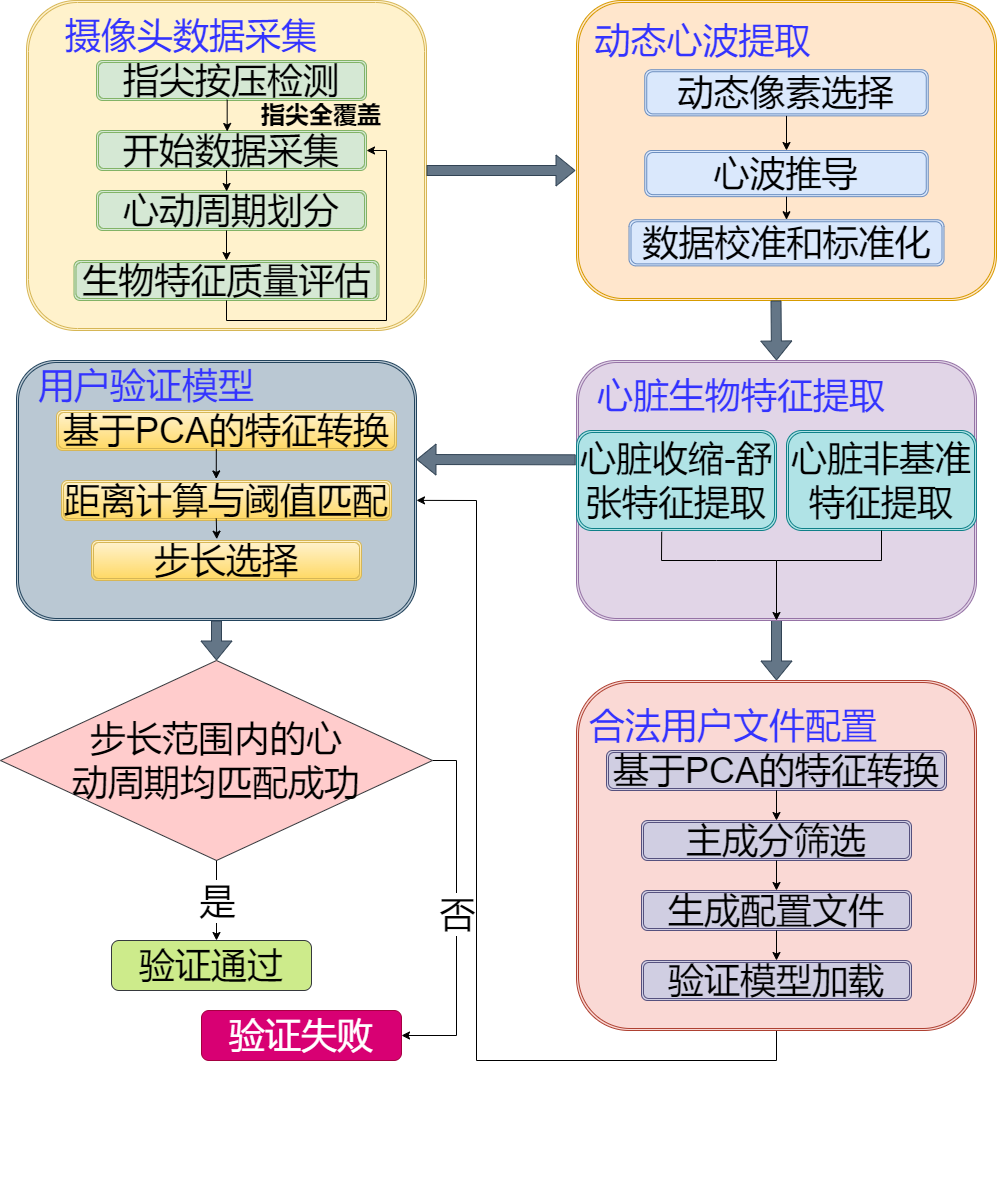 摄像头数据采集
指尖按压检测
指尖全覆盖
开始数据采集
心动周期划分
生物特征质量评估
动态心波提取
动态像素选择
心波推导
数据校准和标准化
用户验证模型
基于PCA的特征转换
距离计算与阈值匹配
步长选择
心脏生物特征提取
心脏收缩-舒
张特征提取
心脏非基准
特征提取
步长范围内的心
动周期均匹配成功
是
否
验证通过
验证失败
合法用户文件配置
基于PCA的特征转换
主成分筛选
生成配置文件
验证模型加载